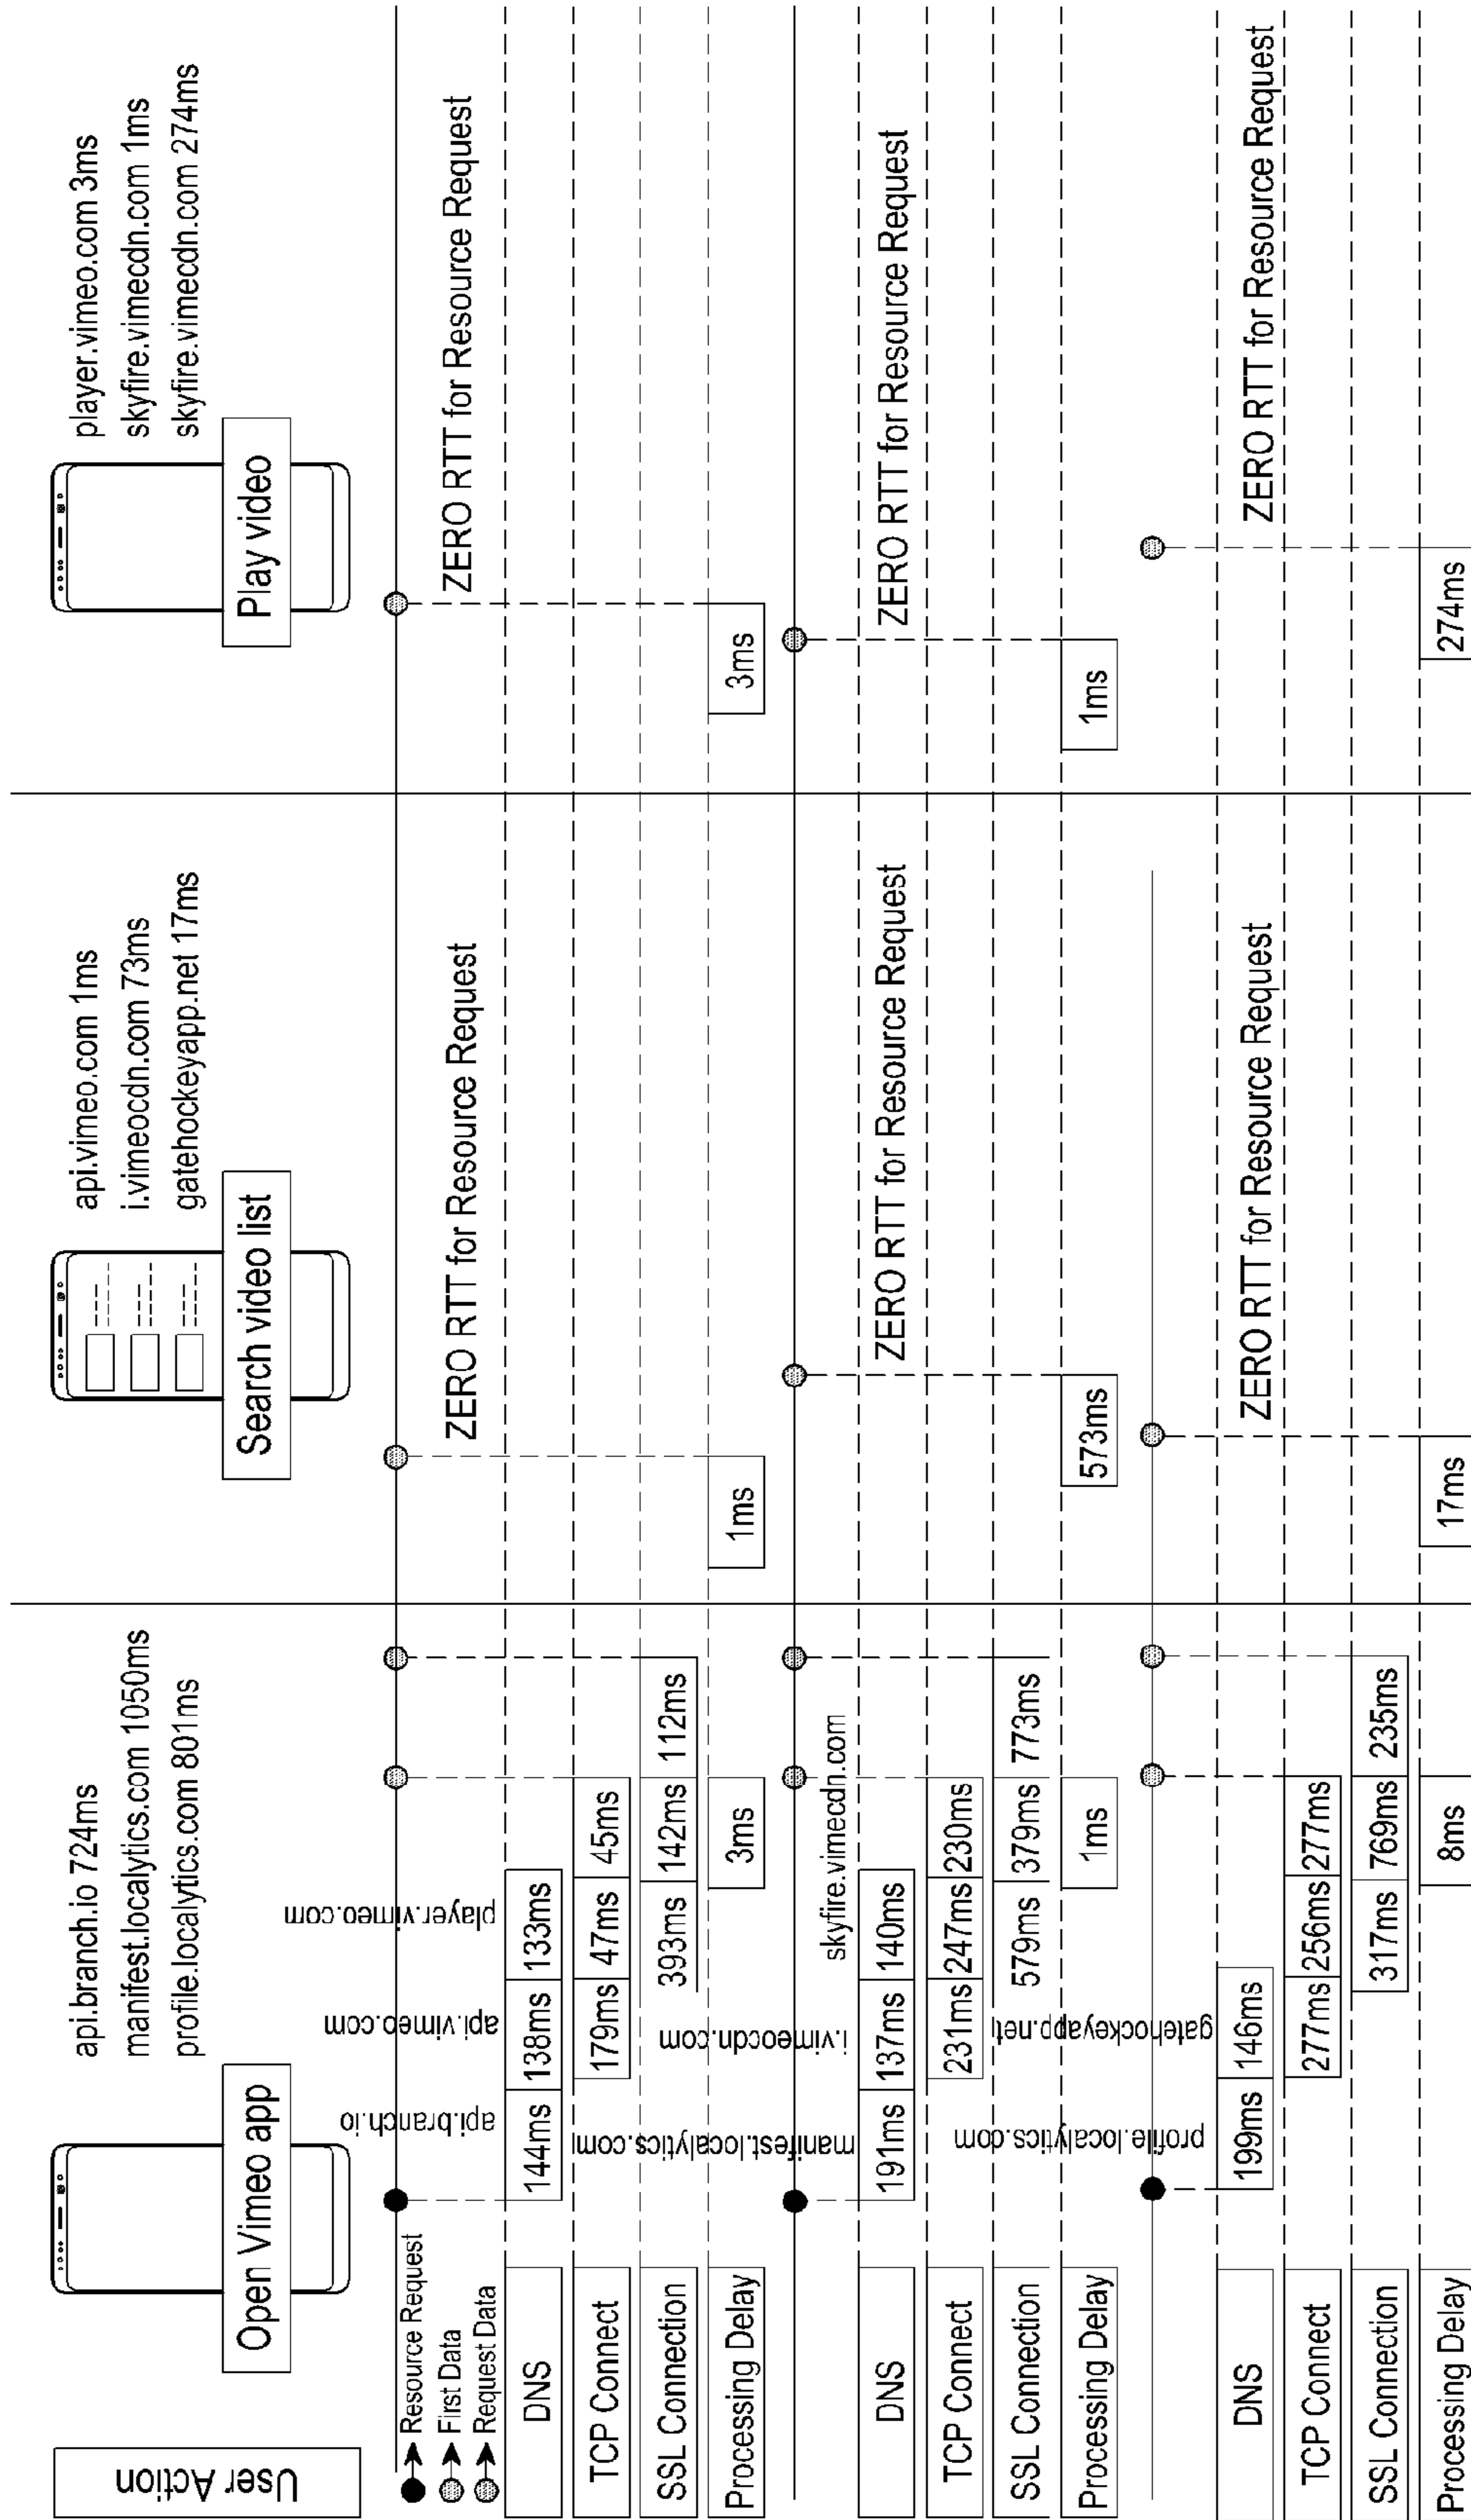 User Action
Open Vimeo app
api.branch.io 724ms
manifest.localytics.com 1050ms
profile.localytics.com 801ms
Search video list
api.vimeo.com 1ms
i.vimeocdn.com 73ms
gatehockeyapp.net 17ms
Play video
player.vimeo.com 3ms
skyfire.vimecdn.com 1ms
skyfire.vimecdn.com 274ms
Resource Request
First Data
Request Data
api.branch.io
api.vimeo.com
player.vimeo.com
ZERO RTT for Resource Request
ZERO RTT for Resource Request
DNS
144ms 138ms 133ms
TCP Connect
179ms 47ms 45ms
SSL Connection
393ms 142ms 112ms
Processing Delay
3ms
1ms
3ms
manifest.localytics.com
i.vimeocdn.com
skyfire.vimecdn.com
ZERO RTT for Resource Request
ZERO RTT for Resource Request
DNS
191ms 137ms 140ms
TCP Connect
231ms 247ms 230ms
SSL Connection
579ms 379ms 773ms
Processing Delay
1ms
573ms
1ms
profile.localytics.com
gatehockeyapp.net
ZERO RTT for Resource Request
ZERO RTT for Resource Request
DNS
199ms 146ms
TCP Connect
277ms 256ms 277ms
SSL Connection
317ms 769ms 235ms
Processing Delay
8ms
17ms
274ms